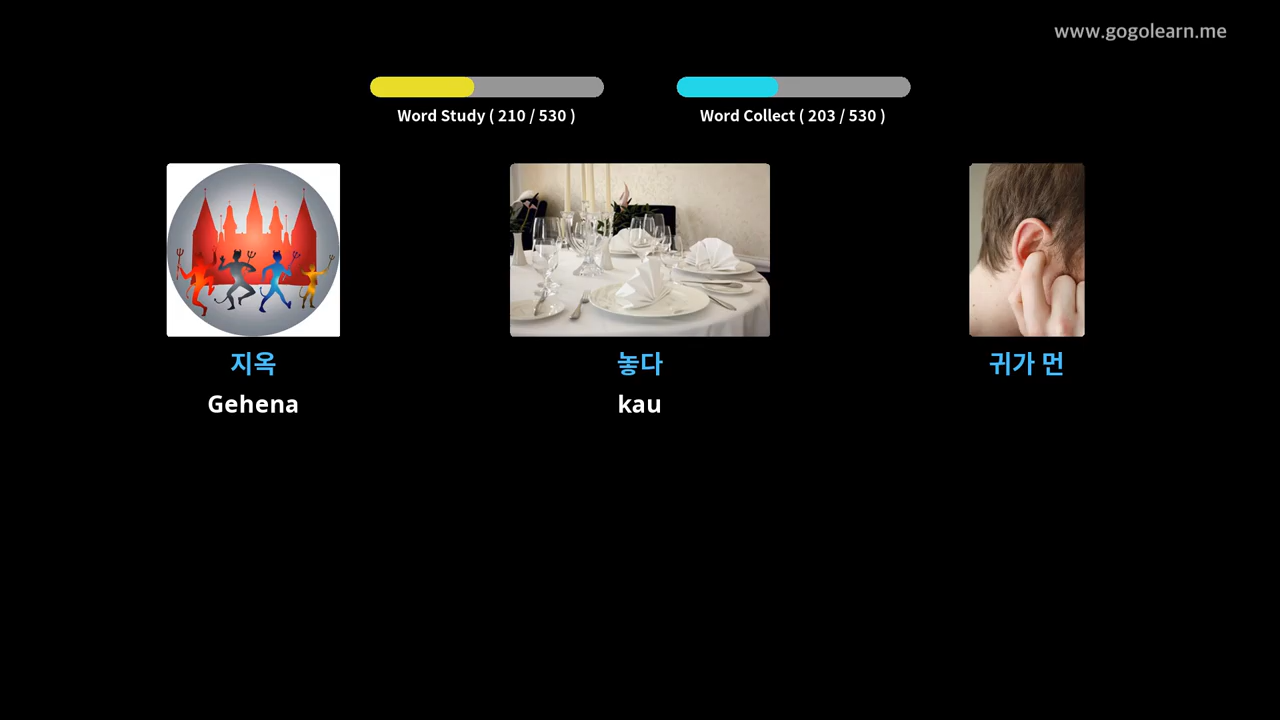 www.gogolearn.me
Word Study ( 210 / 530 )
Word Collect ( 203 / 530 )
지옥
놓다
귀가 먼
Gehena
kau